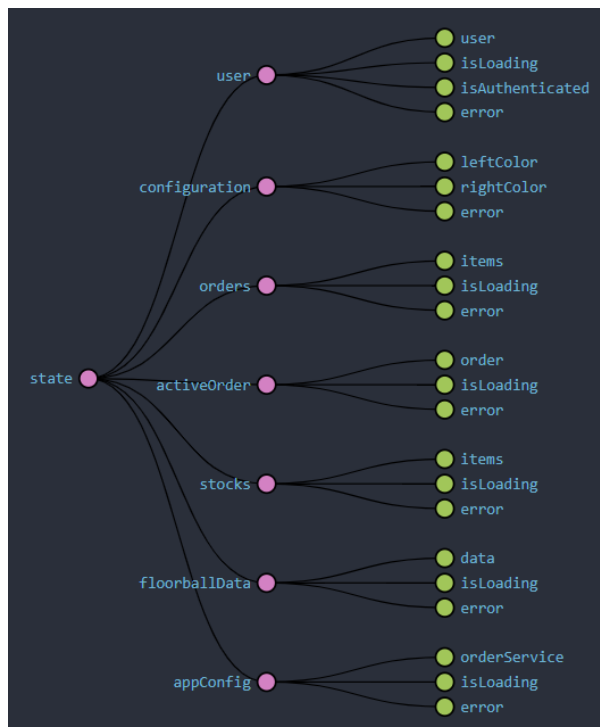 state
user
user
isLoading
isAuthenticated
error
configuration
leftColor
rightColor
error
orders
items
isLoading
error
activeOrder
order
isLoading
error
stocks
items
isLoading
error
floorballData
data
isLoading
error
appConfig
orderService
isLoading
error